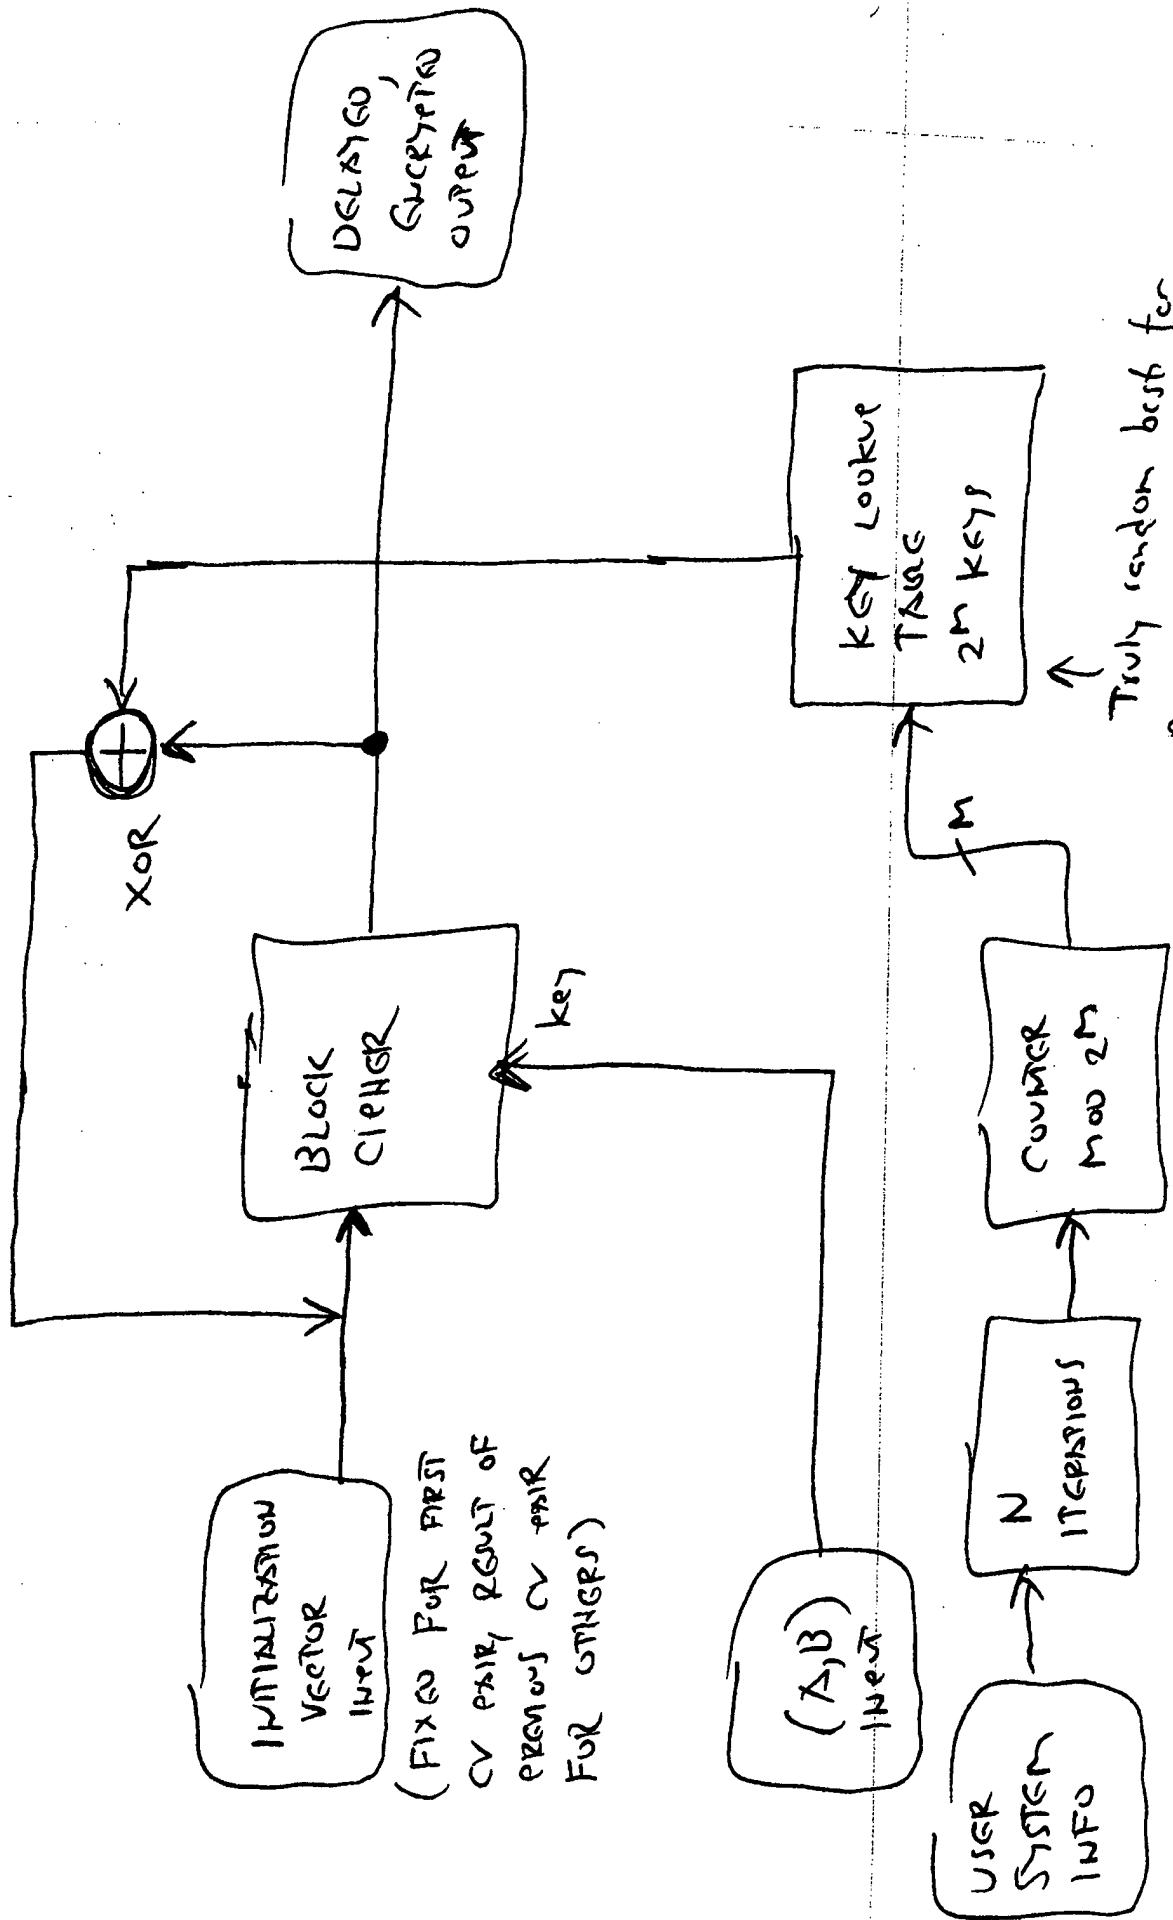 DELAYED,
ENCRYPTED
OUTPUT
XOR
BLOCK
CIPHER
key
INITIALIZATION
VECTOR
INPUT
(FIXED FOR FIRST
CV PAIR, RESULT OF
PREVIOUS CV PAIR
FOR OTHERS)
KEY LOOKUP
TABLE
2^M KEYS
Truly random best for
M
(A,B)
INPUT
COUNTER
MOD 2^M
N
ITERATIONS
USER
SYSTEM
INFO